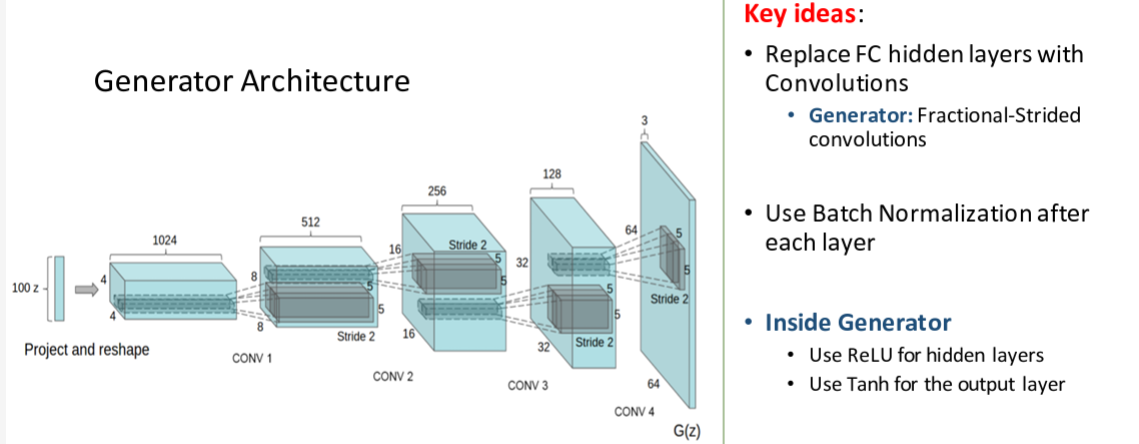 Generator Architecture
100 z
Project and reshape
4
4
1024
CONV 1
8
8
512
5
5
Stride 2
CONV 2
16
16
256
Stride 2
5
5
CONV 3
32
32
128
5
5
Stride 2
CONV 4
64
64
3
5
5
Stride 2
G(z)
Key ideas:
• Replace FC hidden layers with
Convolutions
• Generator: Fractional-Strided
convolutions
• Use Batch Normalization after
each layer
• Inside Generator
• Use ReLU for hidden layers
• Use Tanh for the output layer